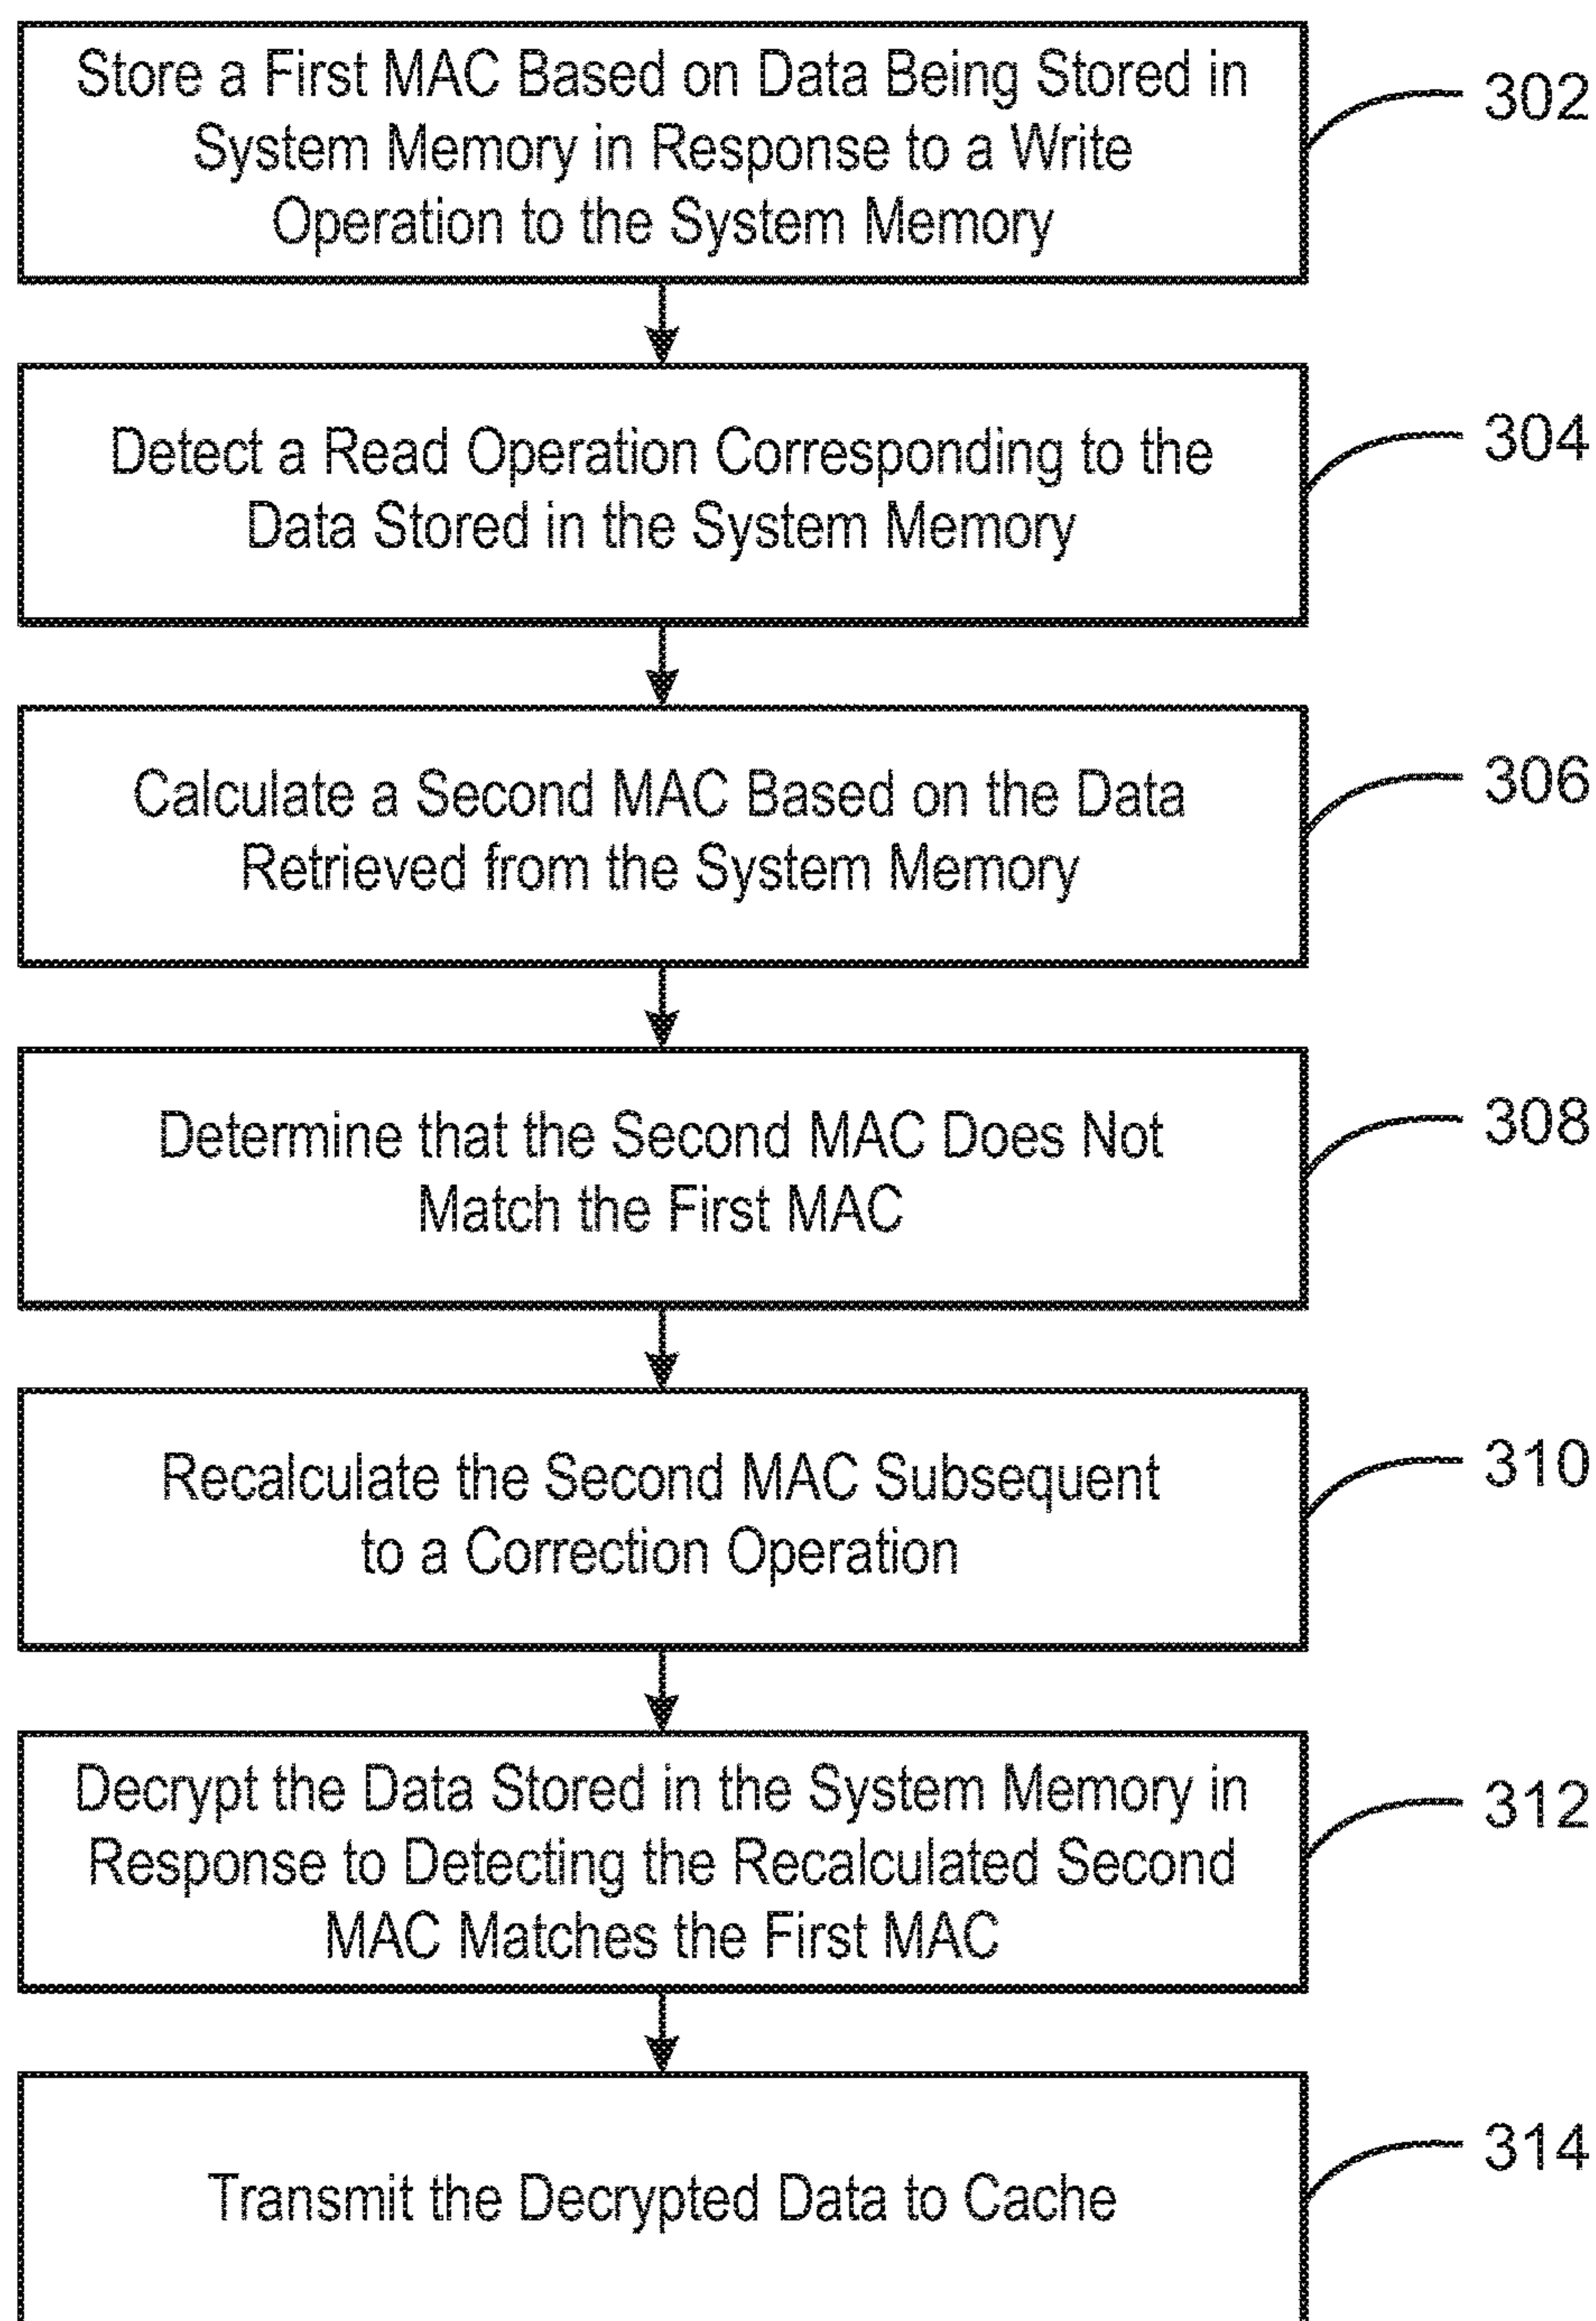 Store a First MAC Based on Data Being Stored in
System Memory in Response to a Write
Operation to the System Memory
302
Detect a Read Operation Corresponding to the
Data Stored in the System Memory
304
Calculate a Second MAC Based on the Data
Retrieved from the System Memory
306
Determine that the Second MAC Does Not
Match the First MAC
308
Recalculate the Second MAC Subsequent
to a Correction Operation
310
Decrypt the Data Stored in the System Memory in
Response to Detecting the Recalculated Second
MAC Matches the First MAC
312
Transmit the Decrypted Data to Cache
314